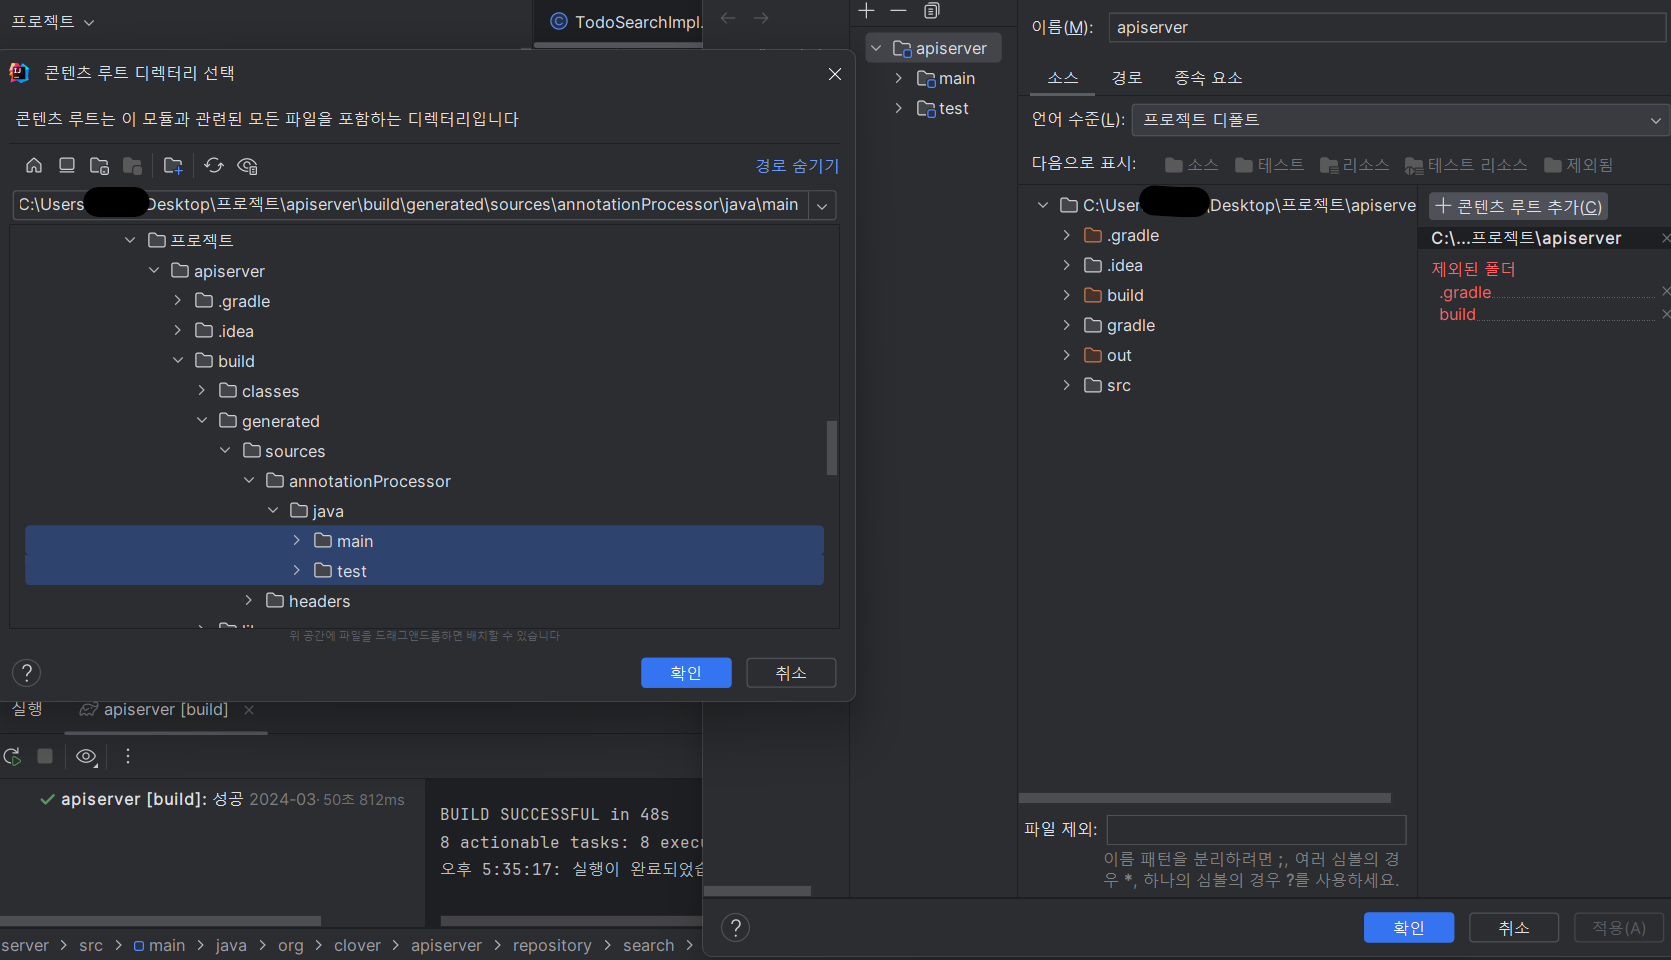 프로젝트
TodoSearchImpl.
콘텐츠 루트 디렉터리 선택
콘텐츠 루트는 이 모듈과 관련된 모든 파일을 포함하는 디렉터리입니다
경로 숨기기
C:\Users Desktop\프로젝트\apiserver\build\generated\sources\annotationProcessor\java\main
프로젝트
apiserver
.gradle
.idea
build
classes
generated
sources
annotationProcessor
java
main
test
headers
위 공간에 파일을 드래그앤드롭하면 배치할 수 있습니다
?
확인
취소
실행
apiserver [build]
apiserver [build]: 성공 2024-03- 50초 812ms
BUILD SUCCESSFUL in 48s
8 actionable tasks: 8 execu
오후 5:35:17: 실행이 완료되었습
server > src > main > java > org > clover > apiserver > repository > search >
apiserver
main
test
이름(M): apiserver
소스 경로 종속 요소
언어 수준(L): 프로젝트 디폴트
다음으로 표시: 소스 테스트 리소스 테스트 리소스 제외됨
C:\User Desktop\프로젝트\apiserve
.gradle
.idea
build
gradle
out
src
+ 콘텐츠 루트 추가(C)
C:\...프로젝트\apiserver
제외된 폴더
.gradle
build
파일 제외:
이름 패턴을 분리하려면 ;, 여러 심볼의 경
우 *, 하나의 심볼의 경우 ?를 사용하세요.
?
확인
취소
적용(A)